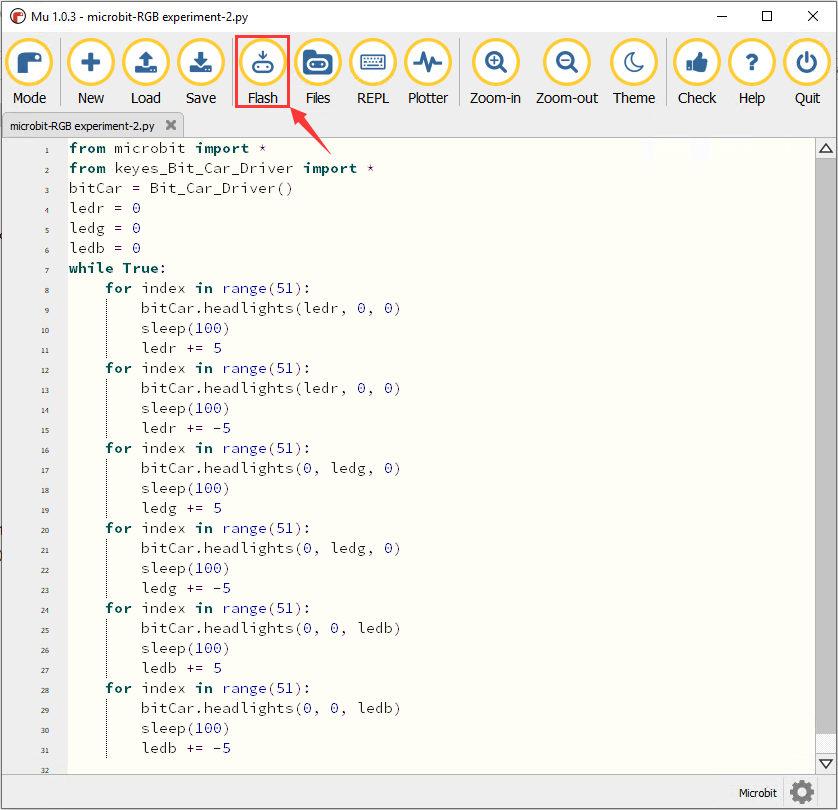 Mu 1.0.3 - microbit-RGB experiment-2.py
Mode New Load Save Flash Files REPL Plotter Zoom-in Zoom-out Theme Check Help Quit
microbit-RGB experiment-2.py
1 from microbit import *
2 from keyes_Bit_Car_Driver import *
3 bitCar = Bit_Car_Driver()
4 ledr = 0
5 ledg = 0
6 ledb = 0
7 while True:
8     for index in range(51):
9         bitCar.headlights(ledr, 0, 0)
10         sleep(100)
11         ledr += 5
12     for index in range(51):
13         bitCar.headlights(ledr, 0, 0)
14         sleep(100)
15         ledr += -5
16     for index in range(51):
17         bitCar.headlights(0, ledg, 0)
18         sleep(100)
19         ledg += 5
20     for index in range(51):
21         bitCar.headlights(0, ledg, 0)
22         sleep(100)
23         ledg += -5
24     for index in range(51):
25         bitCar.headlights(0, 0, ledb)
26         sleep(100)
27         ledb += 5
28     for index in range(51):
29         bitCar.headlights(0, 0, ledb)
30         sleep(100)
31         ledb += -5
32
Microbit